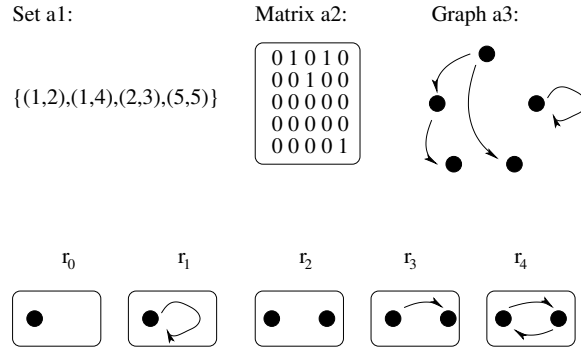 Set a1:
Matrix a2:
Graph a3:
{(1,2),(1,4),(2,3),(5,5)}
0 1 0 1 0
0 0 1 0 0
0 0 0 0 0
0 0 0 0 0
0 0 0 0 1
r₀ r₁ r₂ r₃ r₄